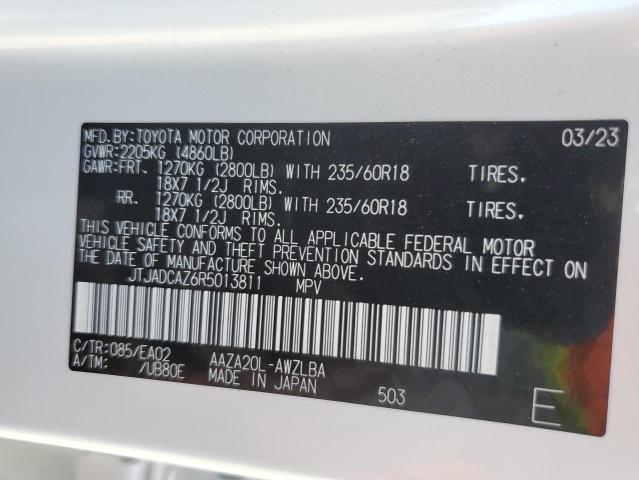 MFD.BY:TOYOTA MOTOR CORPORATION 03/23
GVWR:2205KG (4860LB)
GAWR:FRT. 1270KG (2800LB) WITH 235/60R18 TIRES.
18X7 1/2J RIMS.
RR. 1270KG (2800LB) WITH 235/60R18 TIRES.
18X7 1/2J RIMS.
THIS VEHICLE CONFORMS TO ALL APPLICABLE FEDERAL MOTOR
VEHICLE SAFETY AND THEFT PREVENTION STANDARDS IN EFFECT ON
THE DATE OF MANUFACTURE SHOWN ABOVE.
JTJADCAZ6R5013811 MPV
C/TR:085/EA02 AAZA20L-AWZLBA
A/TM: /UB80E MADE IN JAPAN 503 E